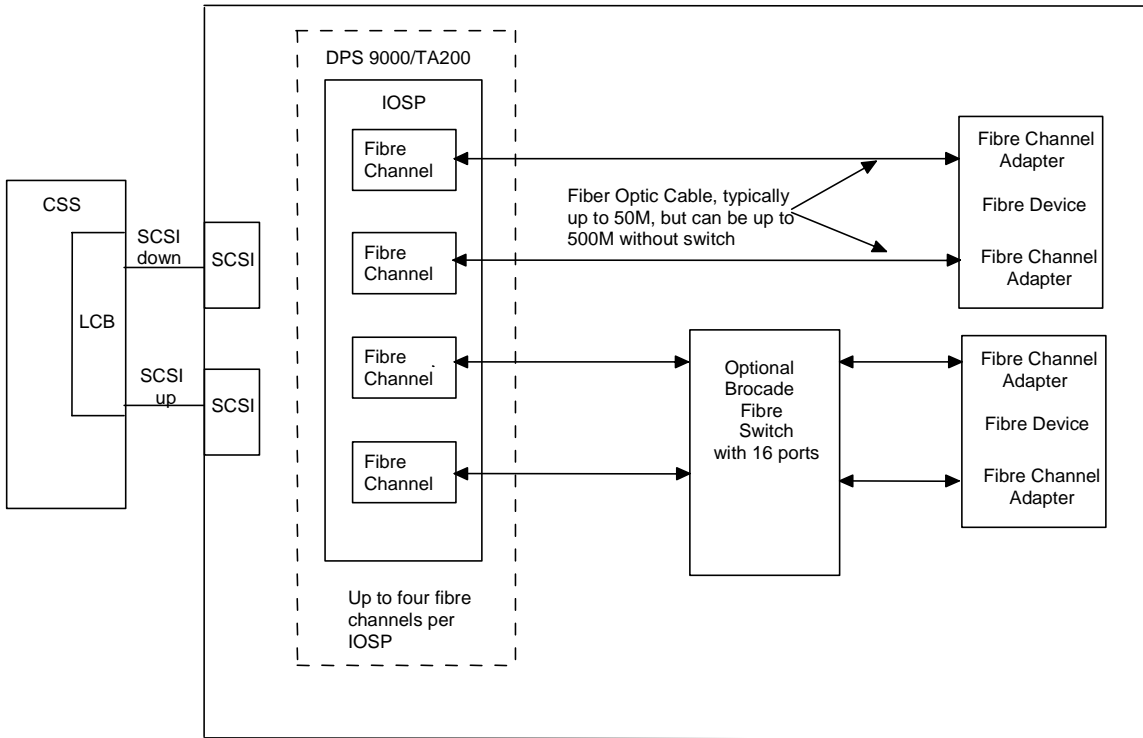 DPS 9000/TA200
IOSP
Fibre
Channel
Fibre
Channel
Fibre
Channel
Fibre
Channel
Up to four fibre
channels per
IOSP
CSS
LCB
SCSI
down
SCSI
up
SCSI
SCSI
Fiber Optic Cable, typically
up to 50M, but can be up to
500M without switch
Fibre Channel
Adapter
Fibre Device
Fibre Channel
Adapter
Optional
Brocade
Fibre
Switch
with 16 ports
Fibre Channel
Adapter
Fibre Device
Fibre Channel
Adapter